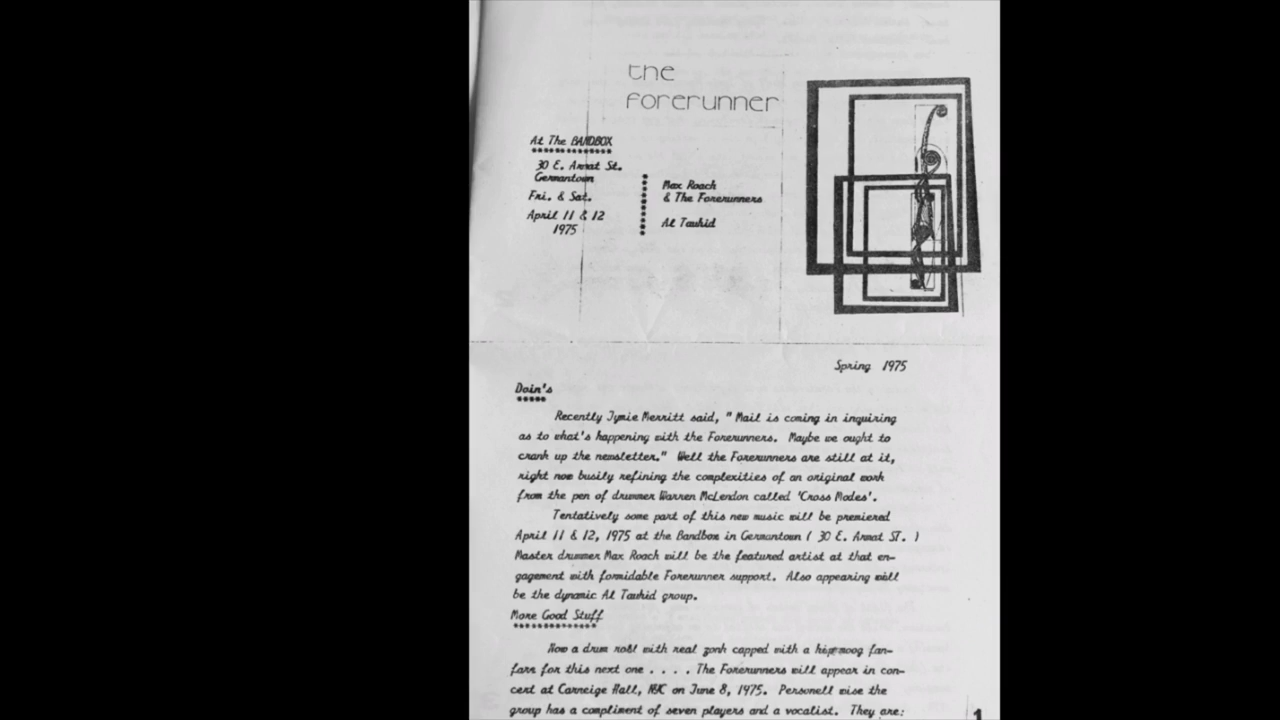 the
forerunner
At The BANDBOX
30 E. Armat St.
Germantown
Fri. & Sat.
April 11 & 12
1975
Max Roach
& The Forerunners
Al Tauhid
Spring 1975
Doin's
Recently Jymie Merritt said, " Mail is coming in inquiring
as to what's happening with the Forerunners. Maybe we ought to
crank up the newsletter." Well the Forerunners are still at it,
right now busily refining the complexities of an original work
from the pen of drummer Warren McLendon called 'Cross Modes'.
Tentatively some part of this new music will be premiered
April 11 & 12, 1975 at the Bandbox in Germantown ( 30 E. Armat ST. )
Master drummer Max Roach will be the featured artist at that en-
gagement with formidable Forerunner support. Also appearing will
be the dynamic Al Tauhid group.
More Good Stuff
Now a drum roll with real zonk capped with a moog fan-
fare for this next one . . . . The Forerunners will appear in con-
cert at Carneige Hall, NYC on June 8, 1975. Personell wise the
group has a compliment of seven players and a vocalist. They are:
1